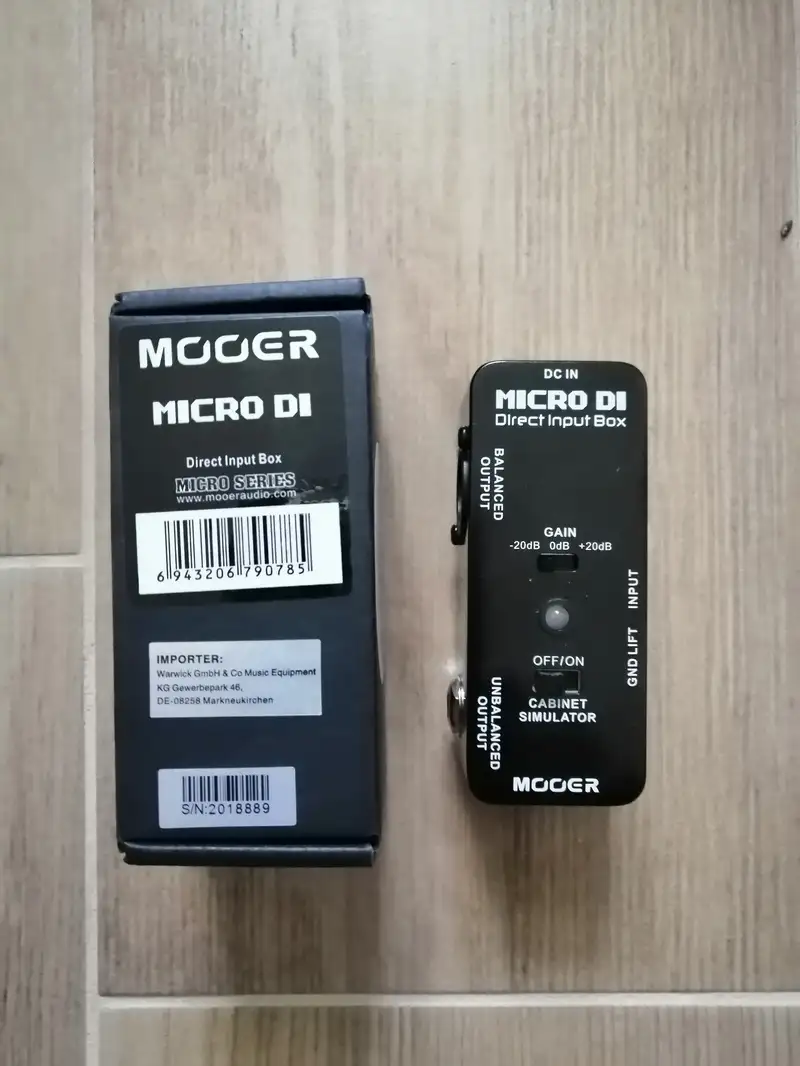 MOOER
MICRO DI
Direct Input Box
MICRO SERIES
www.mooeraudio.com
6 943206 790785
IMPORTER:
Warwick GmbH & Co Music Equipment
KG Gewerbepark 46,
DE-08258 Markneukirchen
S/N:2018889
DC IN
MICRO DI
Direct Input Box
BALANCED
OUTPUT
GAIN
-20dB 0dB +20dB
INPUT
GND LIFT
OFF/ON
CABINET
SIMULATOR
UNBALANCED
OUTPUT
MOOER